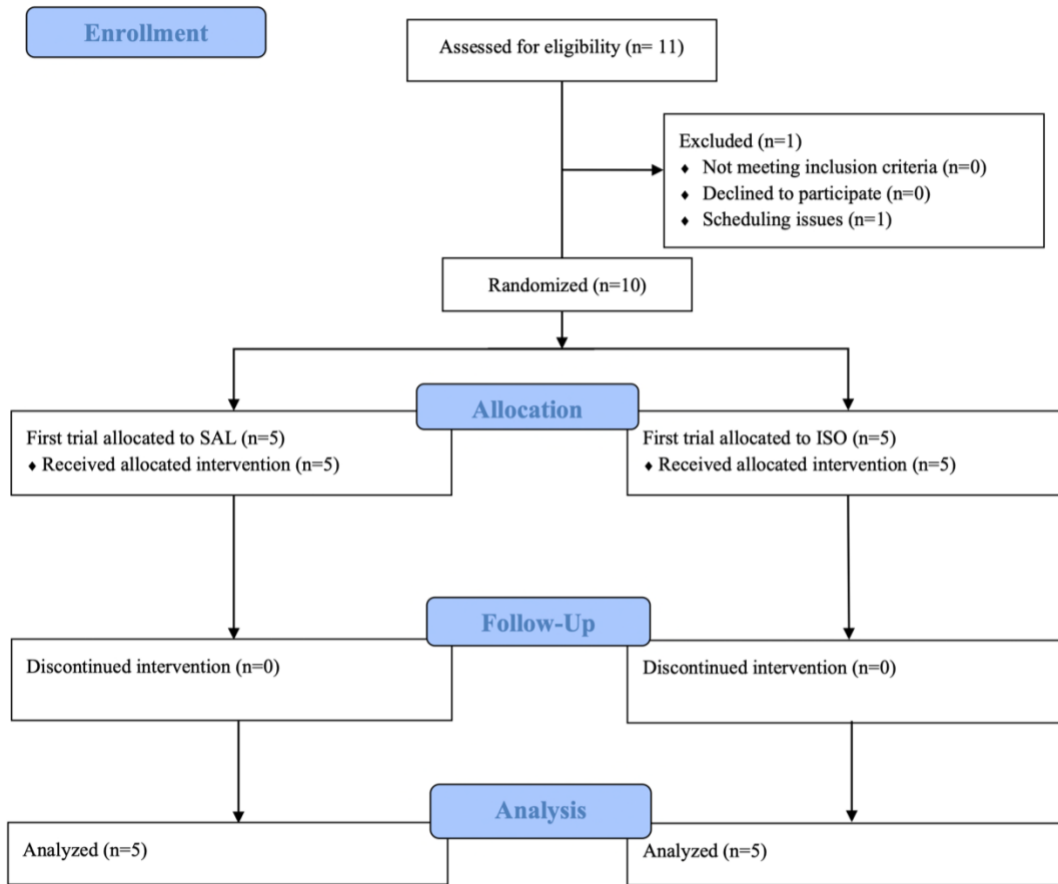 Enrollment
Assessed for eligibility (n= 11)
Excluded (n=1)
♦ Not meeting inclusion criteria (n=0)
♦ Declined to participate (n=0)
♦ Scheduling issues (n=1)
Randomized (n=10)
Allocation
First trial allocated to SAL (n=5)
♦ Received allocated intervention (n=5)
First trial allocated to ISO (n=5)
♦ Received allocated intervention (n=5)
Follow-Up
Discontinued intervention (n=0)
Discontinued intervention (n=0)
Analysis
Analyzed (n=5)
Analyzed (n=5)